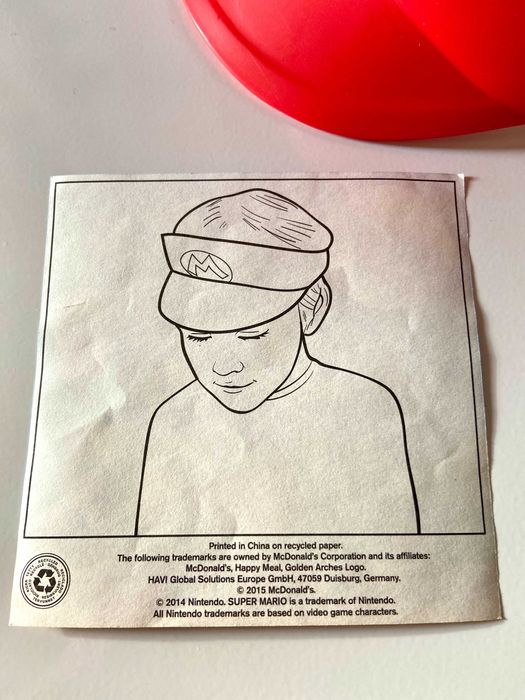 M
Printed in China on recycled paper.
The following trademarks are owned by McDonald's Corporation and its affiliates:
McDonald's, Happy Meal, Golden Arches Logo.
HAVI Global Solutions Europe GmbH, 47059 Duisburg, Germany.
© 2015 McDonald's.
© 2014 Nintendo. SUPER MARIO is a trademark of Nintendo.
All Nintendo trademarks are based on video game characters.